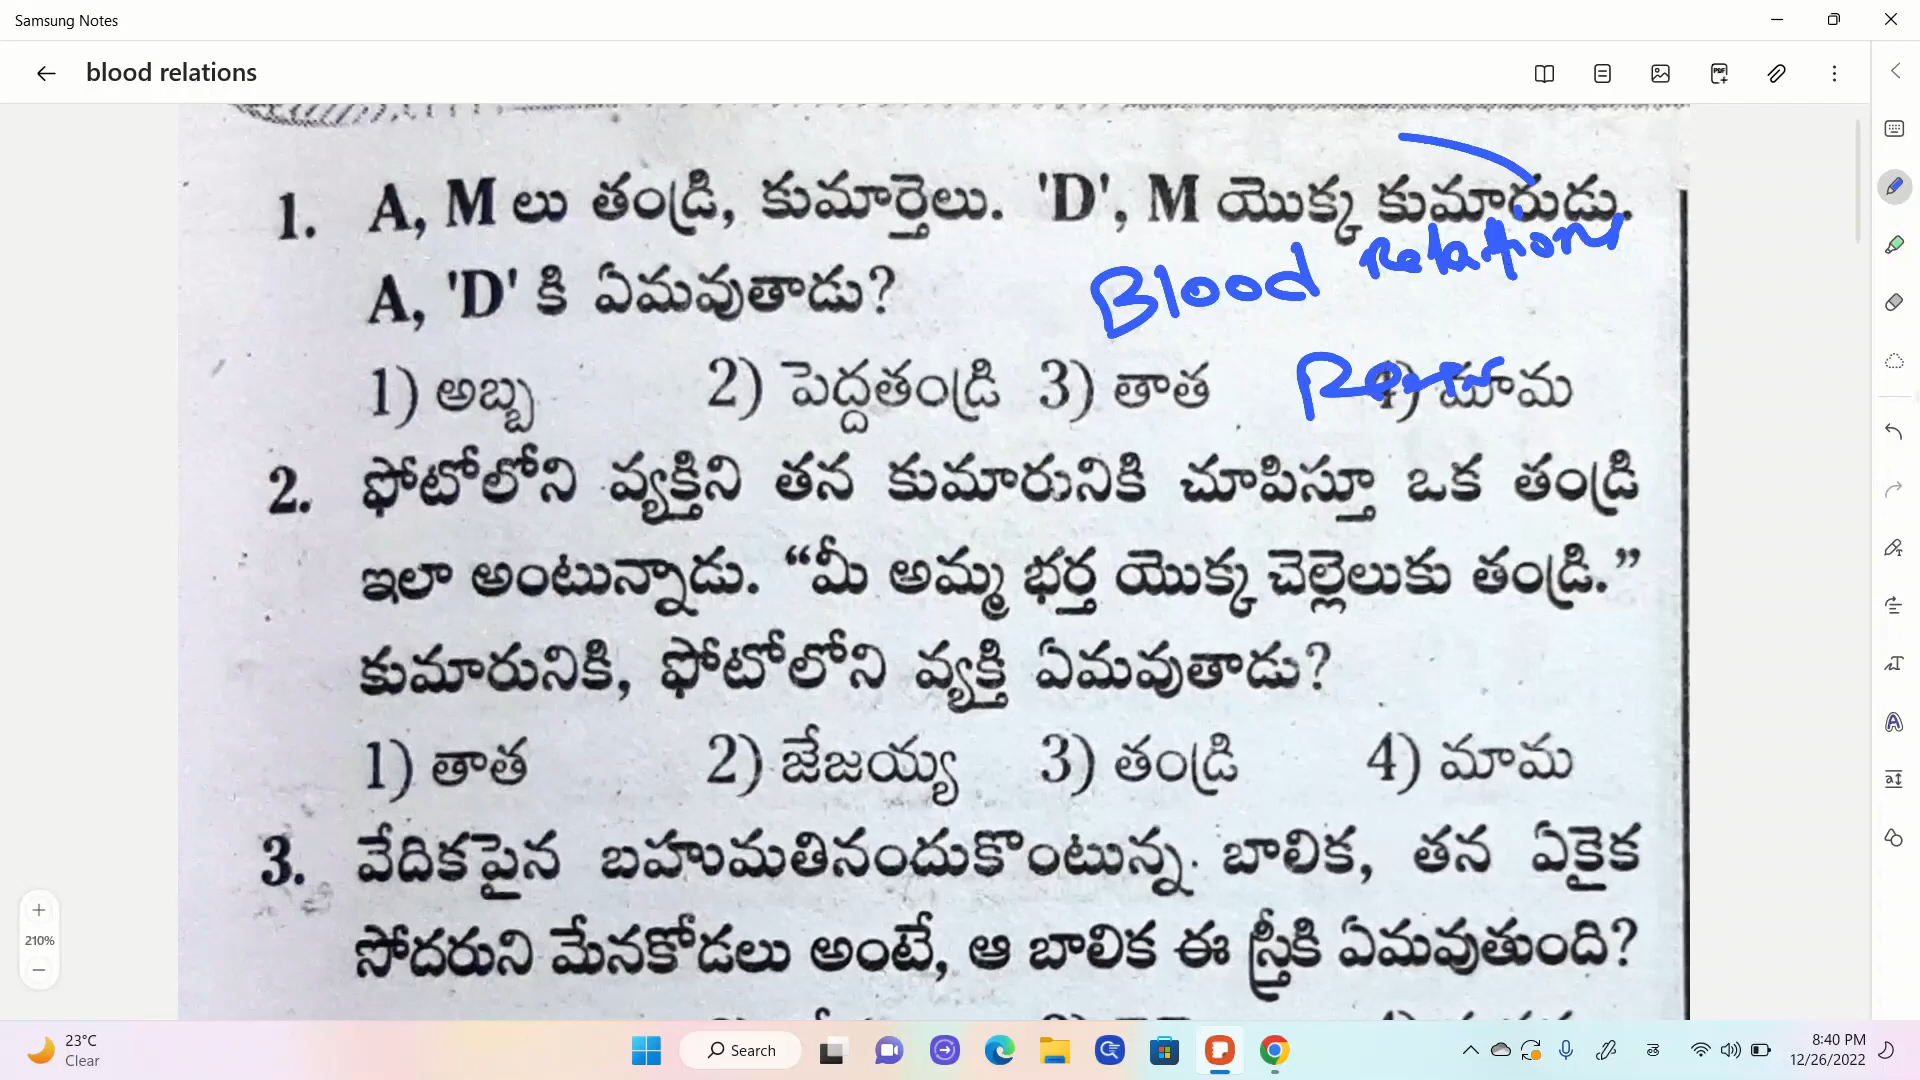 Samsung Notes
blood relations
1. A, M లు తండ్రి, కుమార్తెలు. 'D', M యొక్క కుమారుడు.
Blood Relations
A, 'D' కి ఏమవుతాడు?
1) అబ్బ 2) పెద్దతండ్రి 3) తాత 4) మామ
2. ఫోటోలోని వ్యక్తిని తన కుమారునికి చూపిస్తూ ఒక తండ్రి
ఇలా అంటున్నాడు. “మీ అమ్మ భర్త యొక్క చెల్లెలుకు తండ్రి.”
కుమారునికి, ఫోటోలోని వ్యక్తి ఏమవుతాడు?
1) తాత 2) జేజయ్య 3) తండ్రి 4) మామ
3. వేదికపైన బహుమతినందుకొంటున్న బాలిక, తన ఏకైక
సోదరుని మేనకోడలు అంటే, ఆ బాలిక ఈ స్త్రీకి ఏమవుతుంది?
210%
23°C
Clear
Search
8:40 PM
12/26/2022